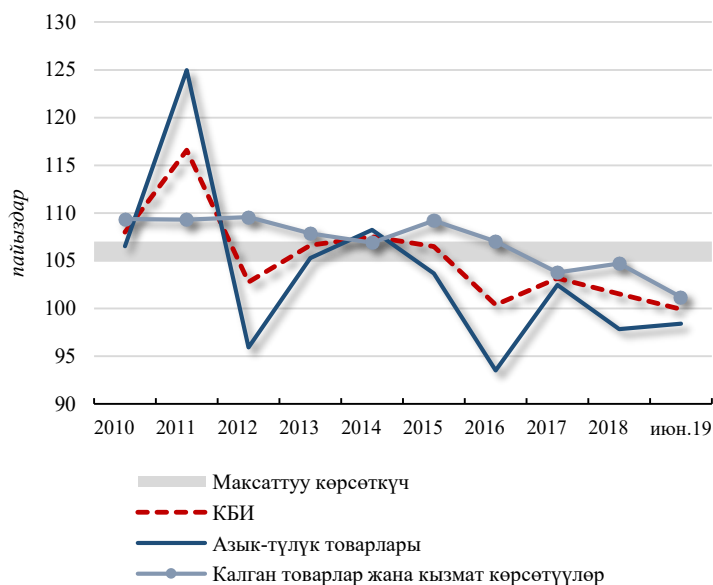 130
125
120
115
110
105
100
95
90
пайыздар
2010 2011 2012 2013 2014 2015 2016 2017 2018 июн.19
Максаттуу көрсөткүч
КБИ
Азык-түлүк товарлары
Калган товарлар жана кызмат көрсөтүүлөр